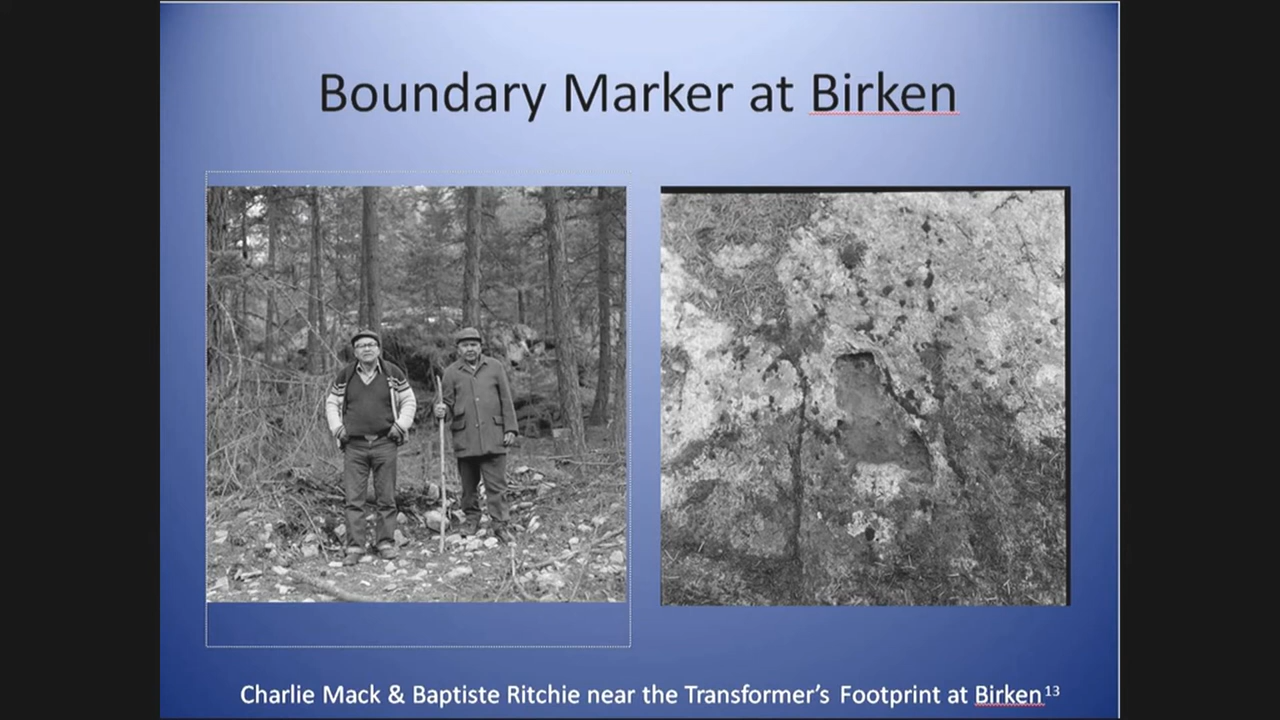 Boundary Marker at Birken
Charlie Mack & Baptiste Ritchie near the Transformer’s Footprint at Birken¹³